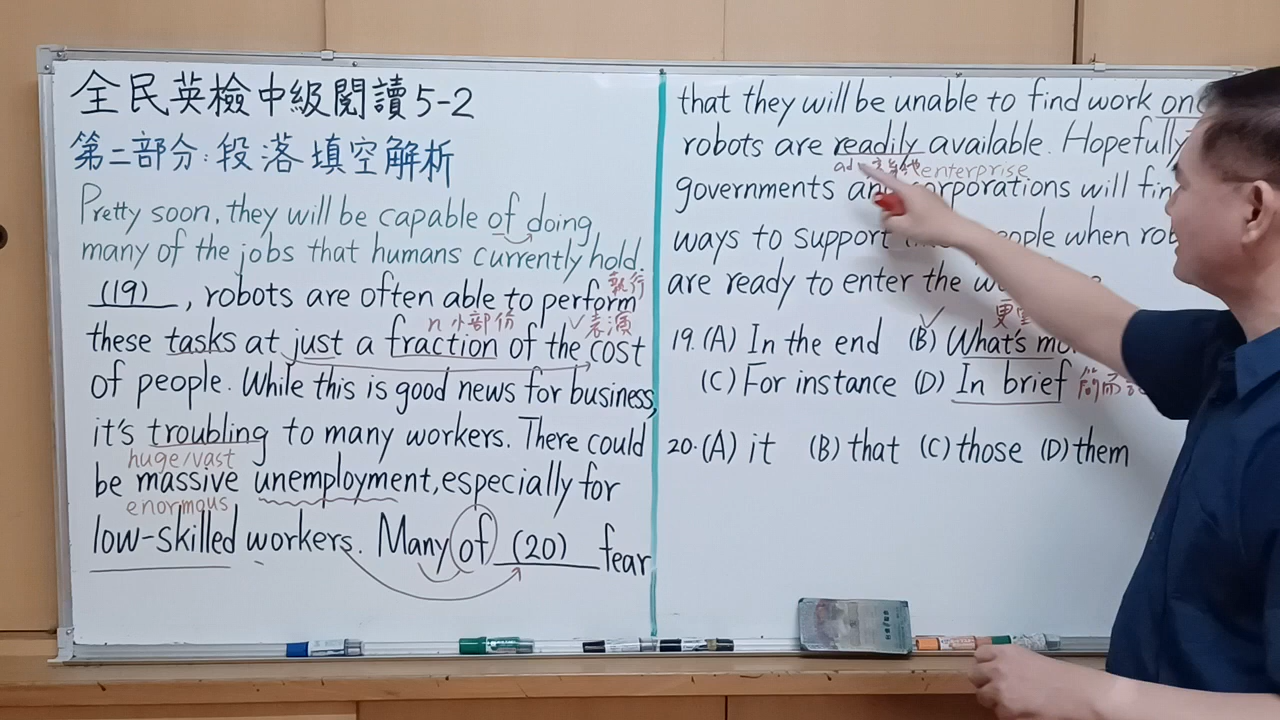 全民英檢中級閱讀5-2
第二部分:段落填空解析
Pretty soon, they will be capable of doing
many of the jobs that humans currently hold.
執行
(19), robots are often able to perform
n 小部份 v 表演
these tasks at just a fraction of the cost
of people. While this is good news for business,
it's troubling to many workers. There could
huge/vast
be massive unemployment, especially for
enormous
low-skilled workers. Many of (20) fear
that they will be unable to find work
robots are readily available. Hopefully
enterprise
governments corporations will
ways to support people when
are ready to enter the
19. (A) In the end (B) What's
(C) For instance (D) In brief 簡而
20. (A) it (B) that (C) those (D) them